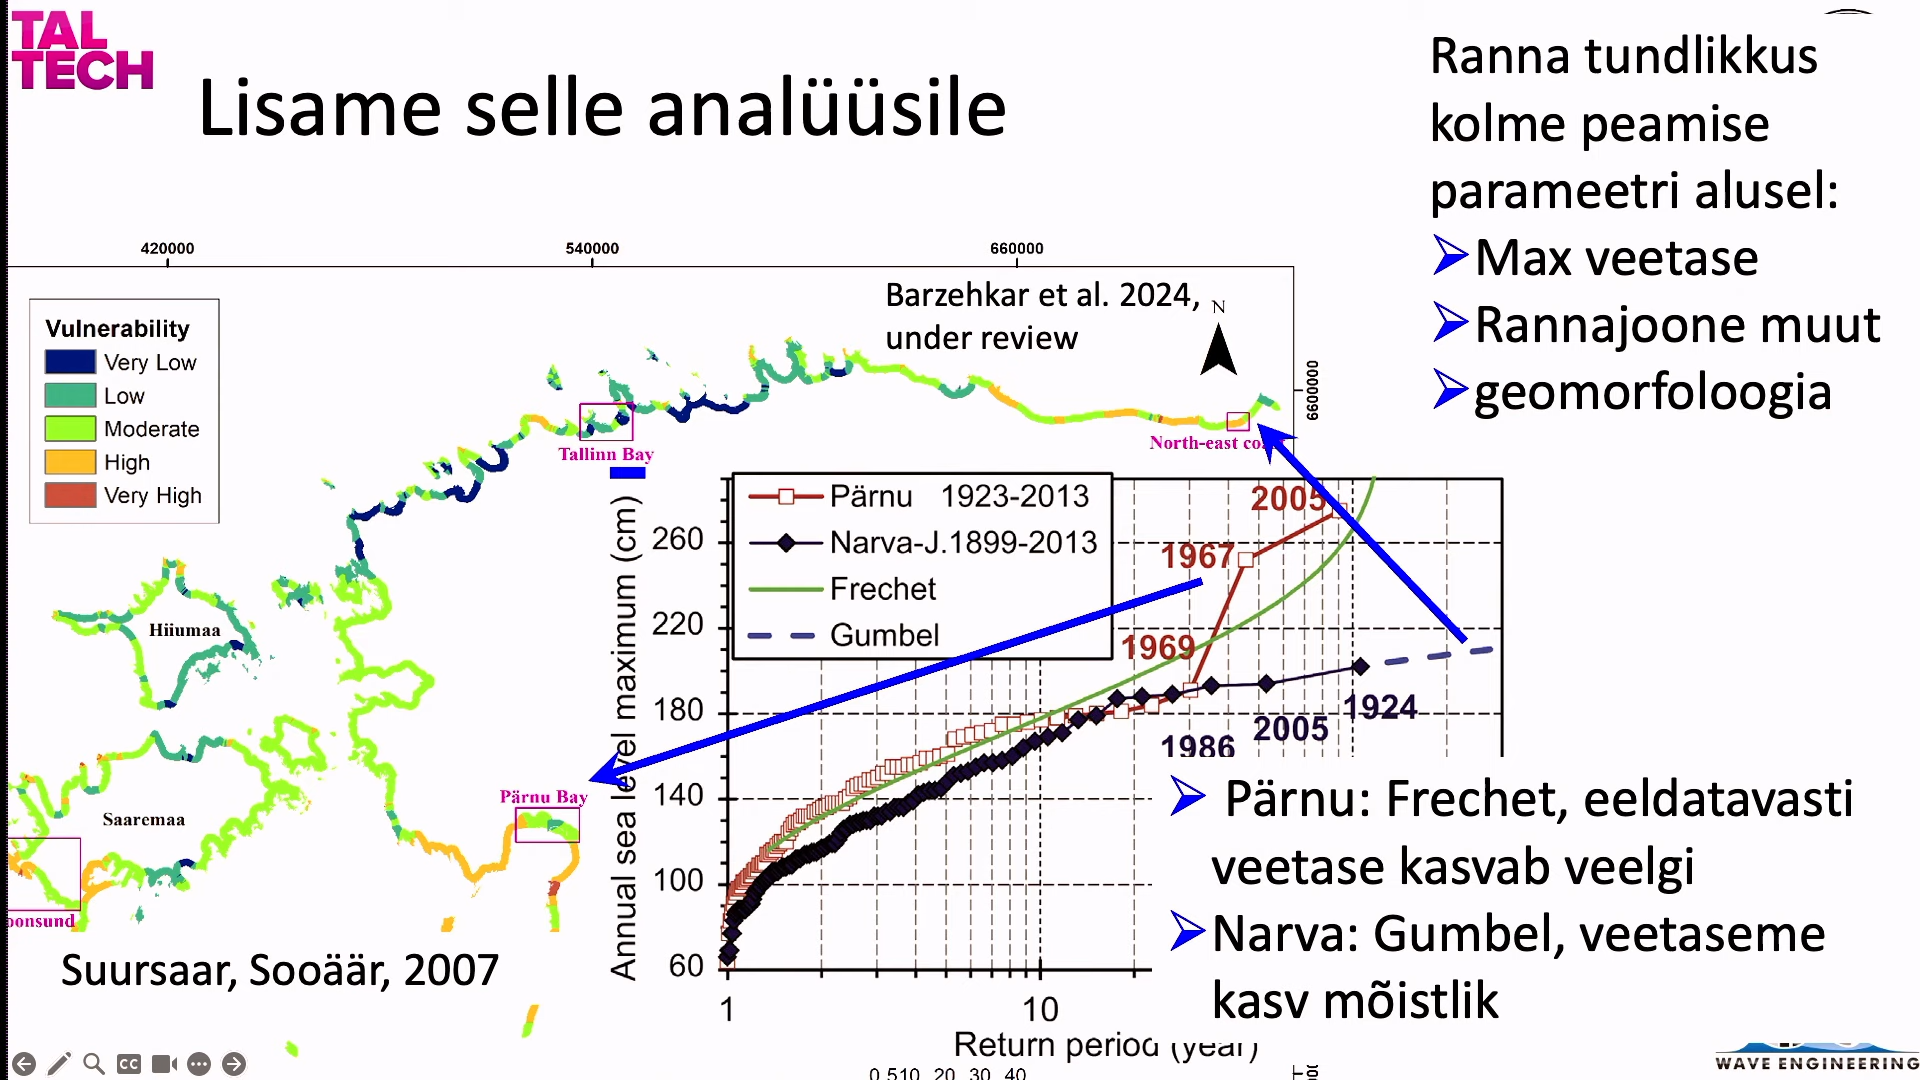 TAL
TECH
Lisame selle analüüsile
Ranna tundlikkus
kolme peamise
parameetri alusel:
Max veetase
Rannajoone muut
geomorfoloogia
420000
540000
660000
Barzehkar et al. 2024,
under review
N
6600000
Vulnerability
Very Low
Low
Moderate
High
Very High
Tallinn Bay
North-east co
Hiiumaa
Saaremaa
Pärnu Bay
oonsund
Suursaar, Sooäär, 2007
Annual sea level maximum (cm)
260
220
180
140
100
60
Pärnu 1923-2013
Narva-J.1899-2013
Frechet
Gumbel
2005
1967
1969
1924
2005
1986
1
10
Return period (year)
Pärnu: Frechet, eeldatavasti
veetase kasvab veelgi
Narva: Gumbel, veetaseme
kasv mõistlik
0 510 20 30 40
CC
WAVE ENGINEERING